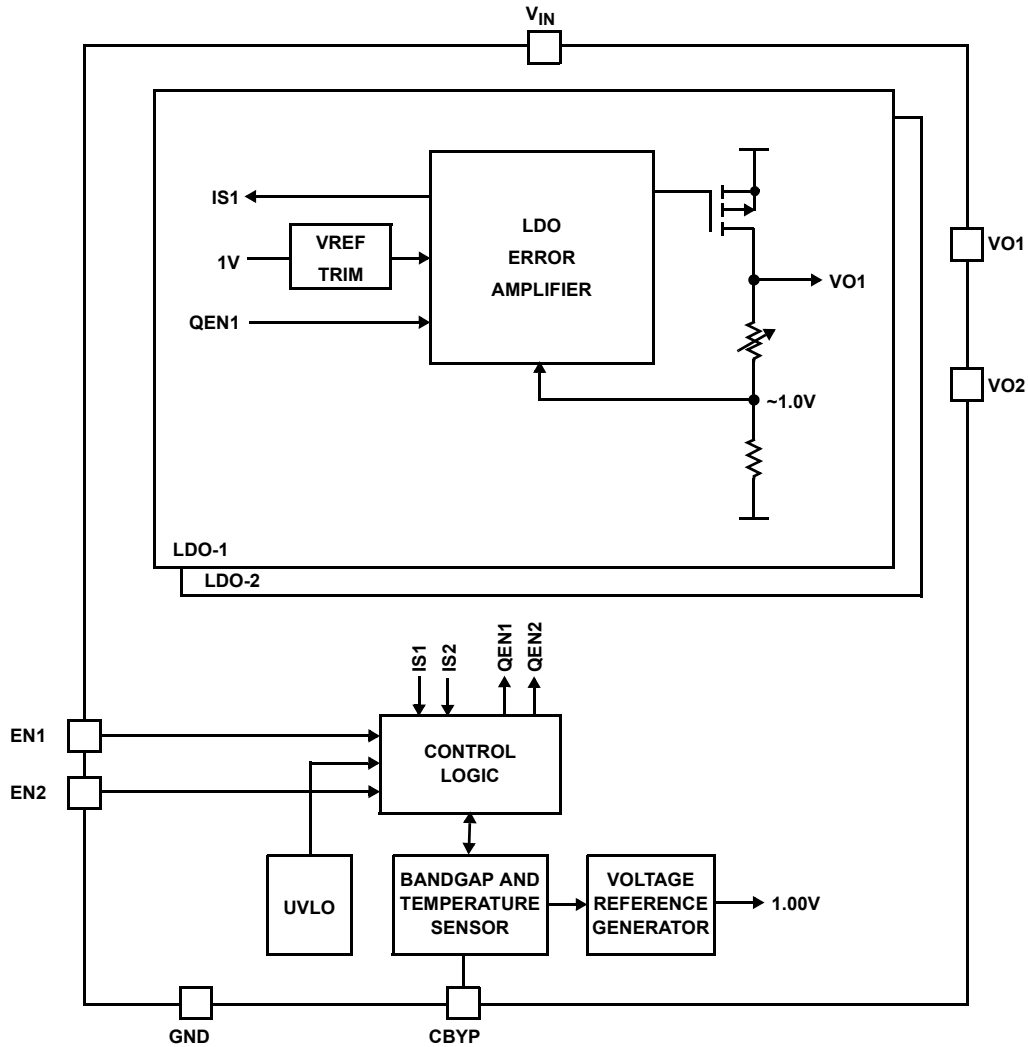 VIN
IS1
LDO
ERROR
AMPLIFIER
VREF
TRIM
1V
QEN1
VO1
~1.0V
VO1
VO2
LDO-1
LDO-2
IS1
IS2
QEN1
QEN2
EN1
EN2
CONTROL
LOGIC
UVLO
BANDGAP AND
TEMPERATURE
SENSOR
VOLTAGE
REFERENCE
GENERATOR
1.00V
GND
CBYP